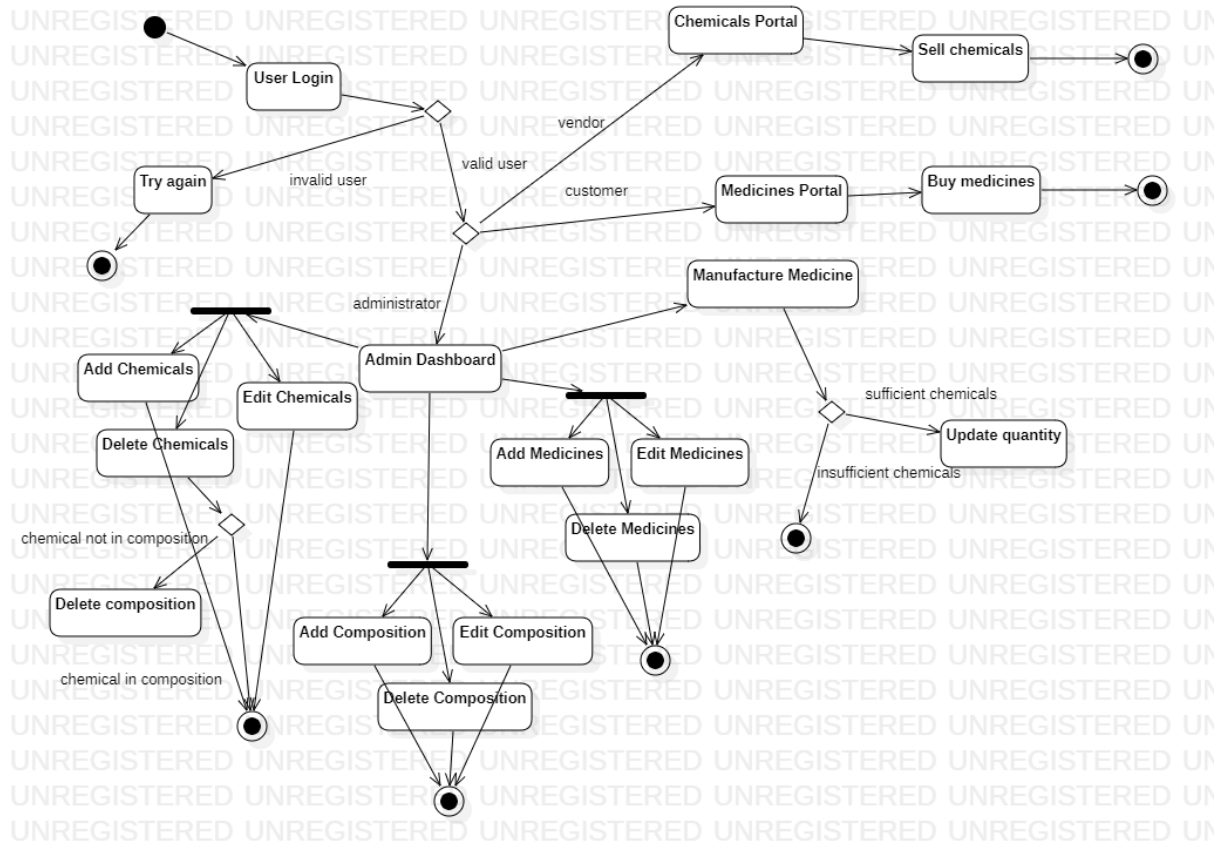 Chemicals Portal
Sell chemicals
User Login
vendor
valid user
Try again
invalid user
customer
Medicines Portal
Buy medicines
Manufacture Medicine
administrator
Admin Dashboard
Add Chemicals
Edit Chemicals
sufficient chemicals
Delete Chemicals
Update quantity
Add Medicines
Edit Medicines
insufficient chemicals
Delete Medicines
chemical not in composition
Delete composition
Add Composition
Edit Composition
chemical in composition
Delete Composition
UNREGISTERED